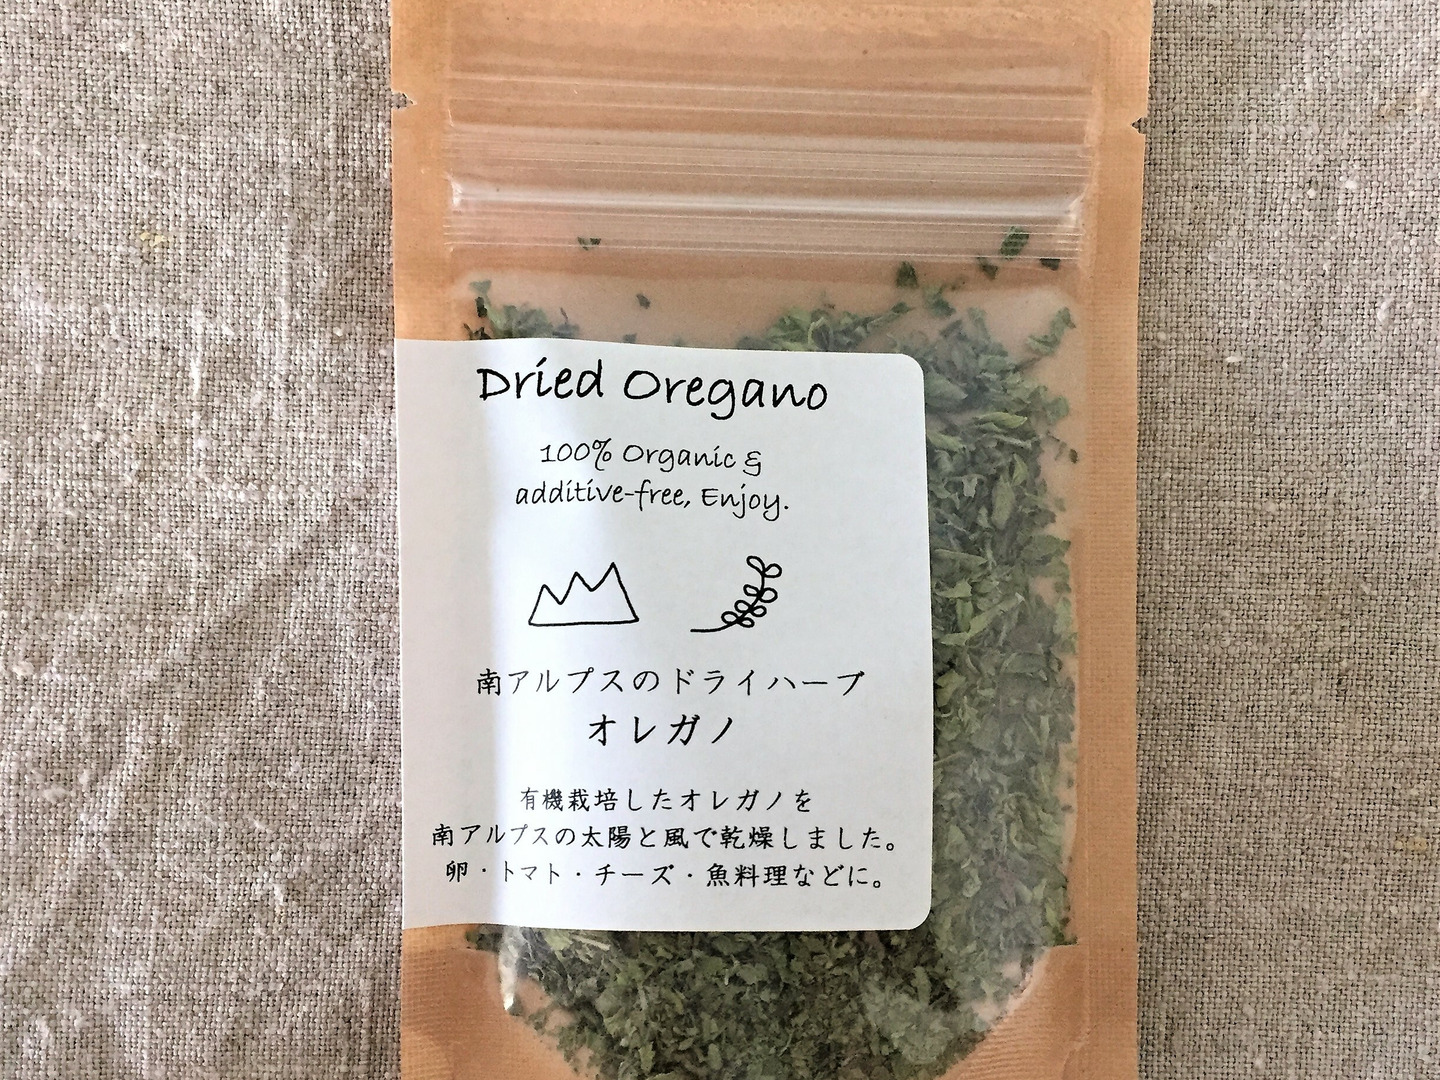 Dried Oregano
100% Organic &
additive-free, Enjoy.
南アルプスのドライハーブ
オレガノ
有機栽培したオレガノを
南アルプスの太陽と風で乾燥しました。
卵・トマト・チーズ・魚料理などに。